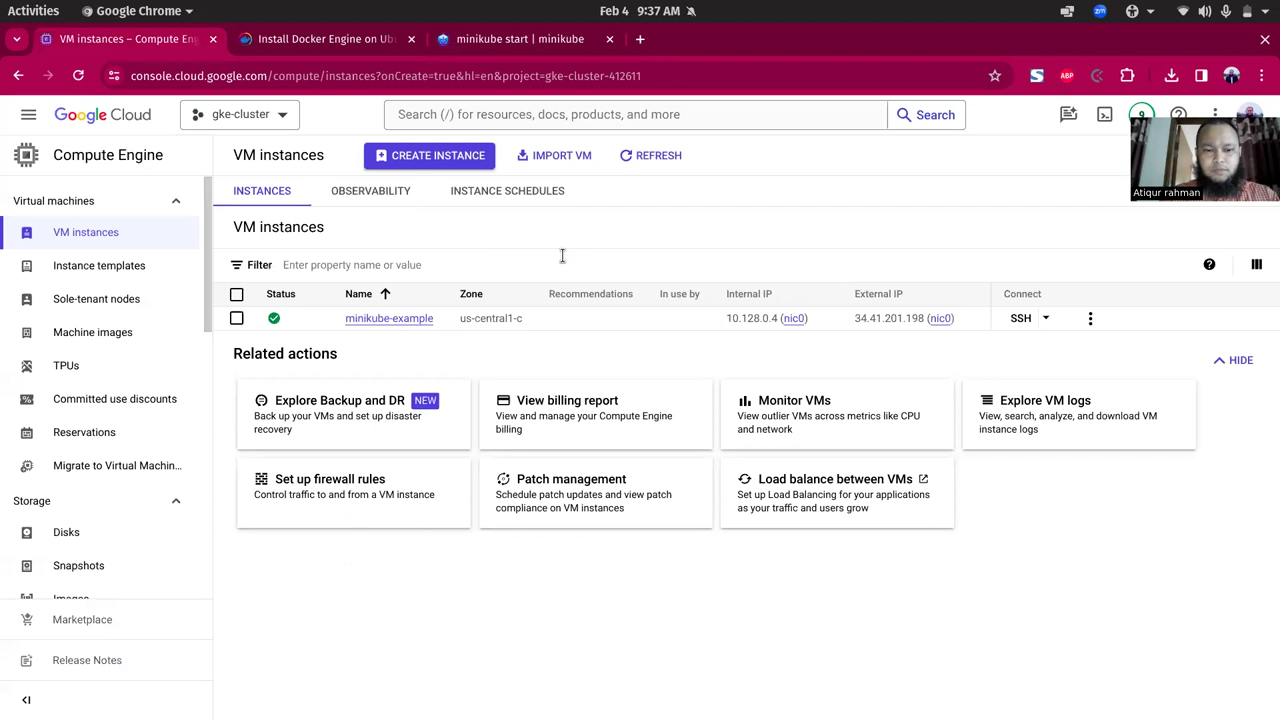 Activities
Google Chrome
Feb 4 9:37 AM
zm
VM instances – Compute En
Install Docker Engine on Ub
minikube start | minikube
console.cloud.google.com/compute/instances?onCreate=true&hl=en&project=gke-cluster-412611
ABP
Google Cloud
gke-cluster
Search (/) for resources, docs, products, and more
Search
Compute Engine
VM instances
CREATE INSTANCE
IMPORT VM
REFRESH
Atiqur rahman
INSTANCES
OBSERVABILITY
INSTANCE SCHEDULES
Virtual machines
VM instances
Instance templates
Sole-tenant nodes
Machine images
TPUs
Committed use discounts
Reservations
Migrate to Virtual Machin...
Storage
Disks
Snapshots
Images
Marketplace
Release Notes
VM instances
Filter
Enter property name or value
Status
Name
Zone
Recommendations
In use by
Internal IP
External IP
Connect
minikube-example
us-central1-c
10.128.0.4 (nic0)
34.41.201.198 (nic0)
SSH
Related actions
HIDE
Explore Backup and DR NEW
Back up your VMs and set up disaster
recovery
View billing report
View and manage your Compute Engine
billing
Monitor VMs
View outlier VMs across metrics like CPU
and network
Explore VM logs
View, search, analyze, and download VM
instance logs
Set up firewall rules
Control traffic to and from a VM instance
Patch management
Schedule patch updates and view patch
compliance on VM instances
Load balance between VMs
Set up Load Balancing for your applications
as your traffic and users grow